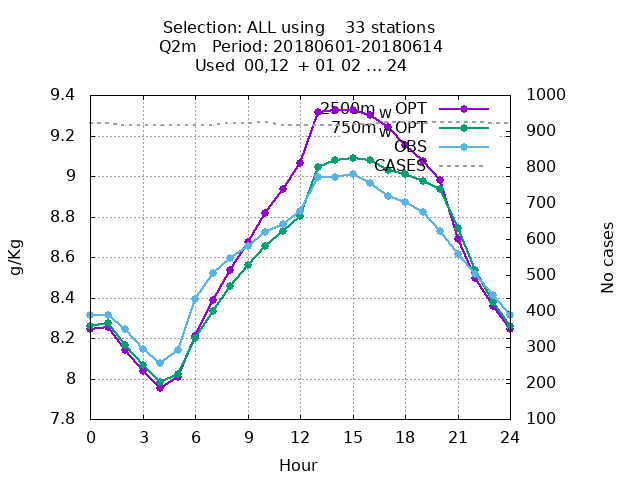 Selection: ALL using    33 stations
Q2m   Period: 20180601-20180614
Used  00,12  + 01 02 ... 24
9.4
9.2
9
8.8
8.6
8.4
8.2
8
7.8
g/Kg
2500m_W OPT
750m_W OPT
OBS
CASES
1000
900
800
700
600
500
400
300
200
100
No cases
0 3 6 9 12 15 18 21 24
Hour